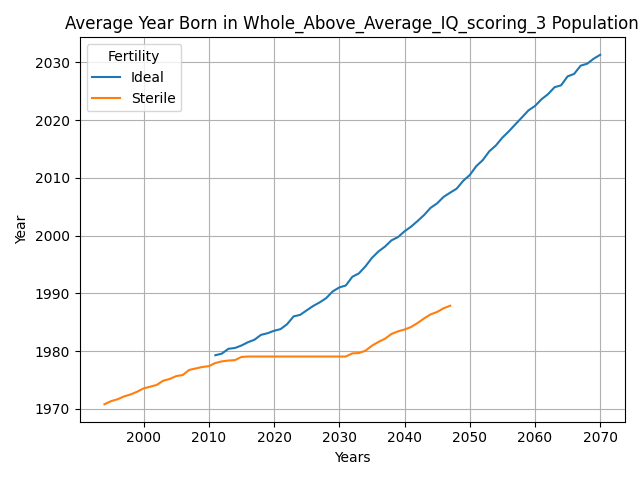 Average Year Born in Whole_Above_Average_IQ_scoring_3 Population
Fertility
Ideal
Sterile
Year
2030
2020
2010
2000
1990
1980
1970
2000 2010 2020 2030 2040 2050 2060 2070
Years